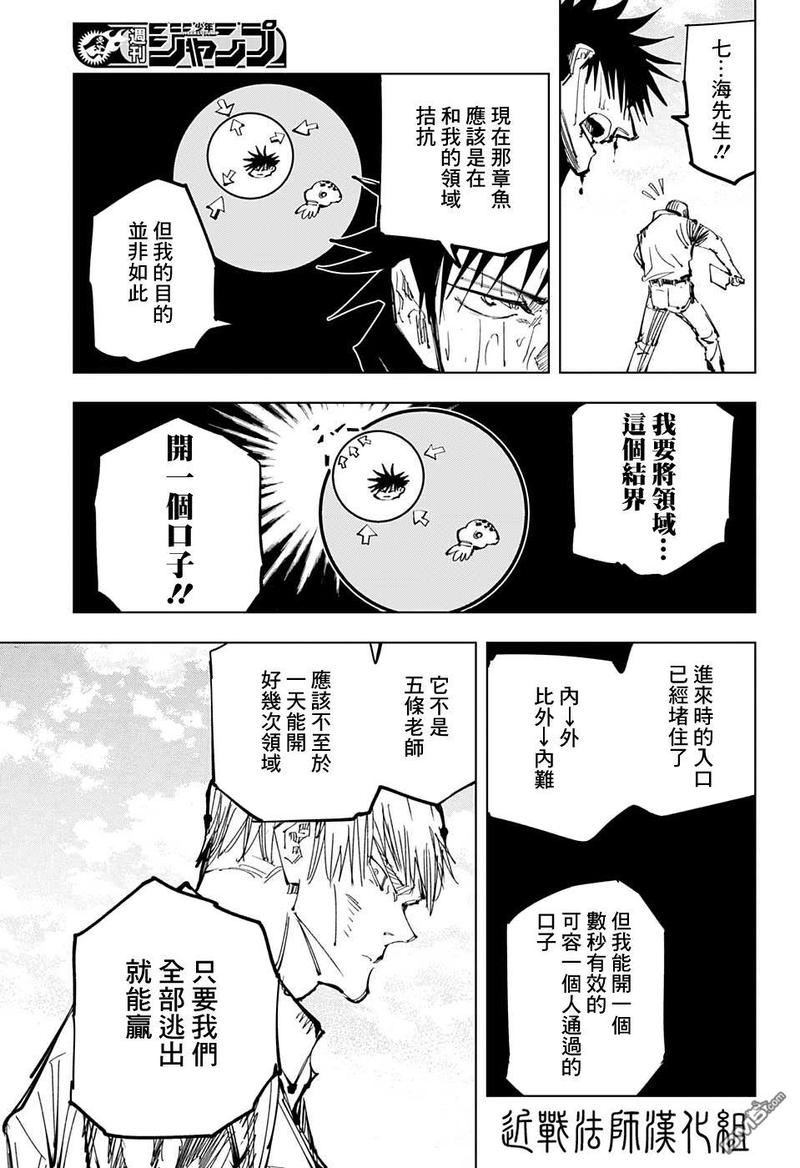 週刊
少年
ジャンプ
七…海先生!!
現在那章魚
應該是在
和我的領域
拮抗
但我的目的
並非如此
我要將領域…
這個結界
開一個口子!!
進來時的入口
已經堵住了
內→外
比外→內難
但我能開一個
數秒有效的
可容一個人通過的
口子
它不是
五條老師
應該不至於
一天能開
好幾次領域
只要我們
全部逃出
就能贏
近戰法師漢化組